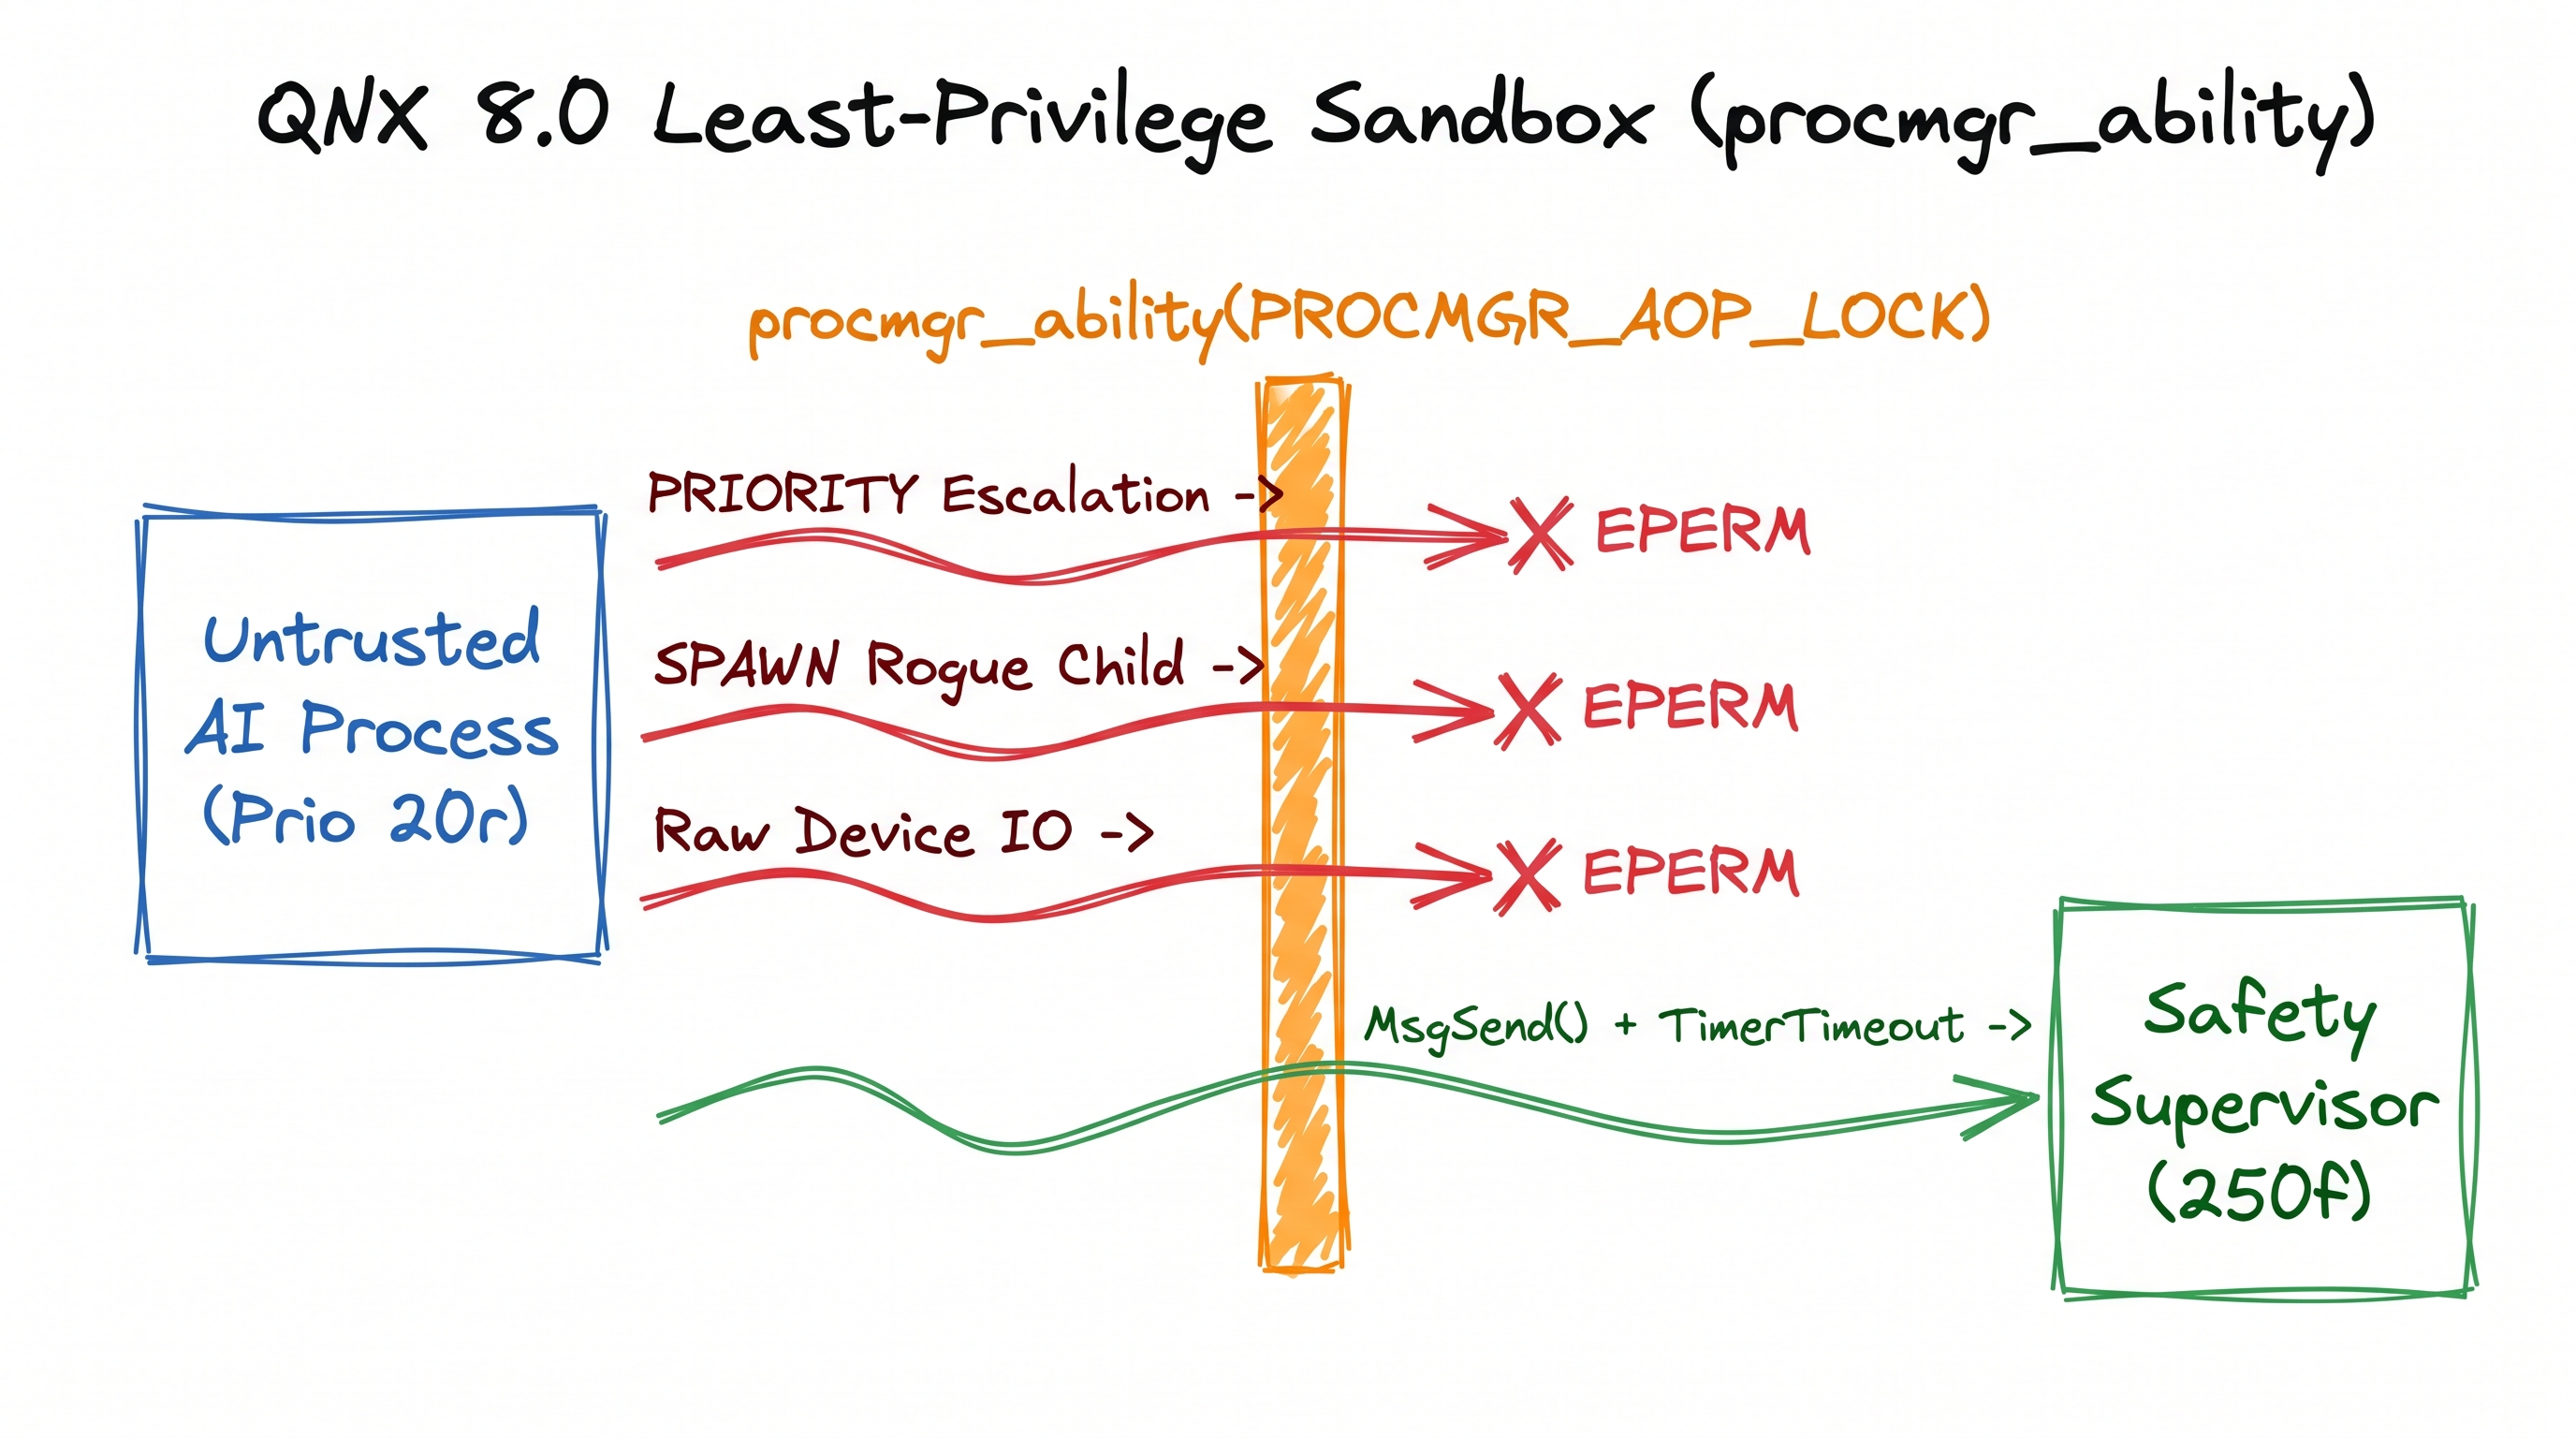 QNX 8.0 Least-Privilege Sandbox (procmgr_ability)
procmgr_ability(PROCMGR_AOP_LOCK)
PRIORITY Escalation ->
X EPERM
SPAWN Rogue Child ->
X EPERM
Raw Device IO ->
X EPERM
Untrusted
AI Process
(Prio 20r)
MsgSend() + TimerTimeout ->
Safety
Supervisor
(250f)